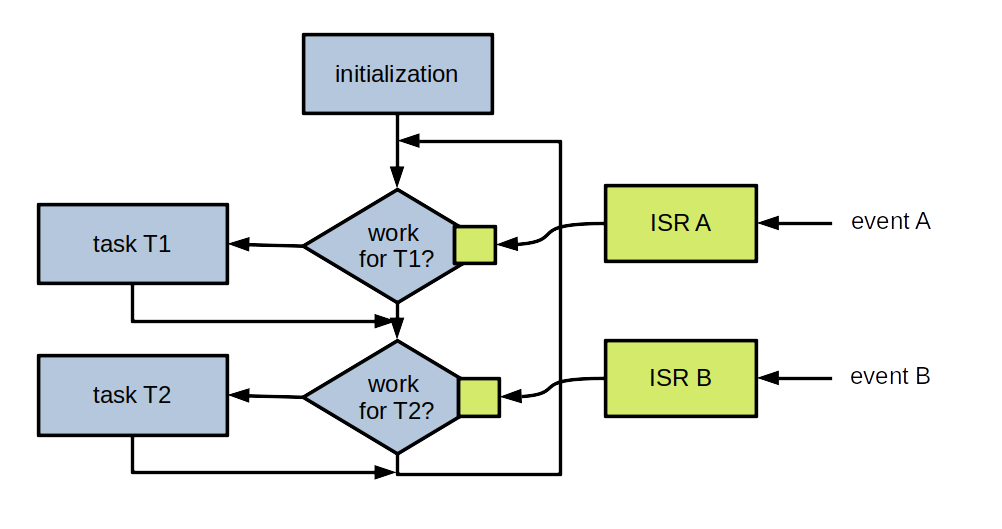 initialization
task T1
work
for T1?
ISR A
event A
task T2
work
for T2?
ISR B
event B